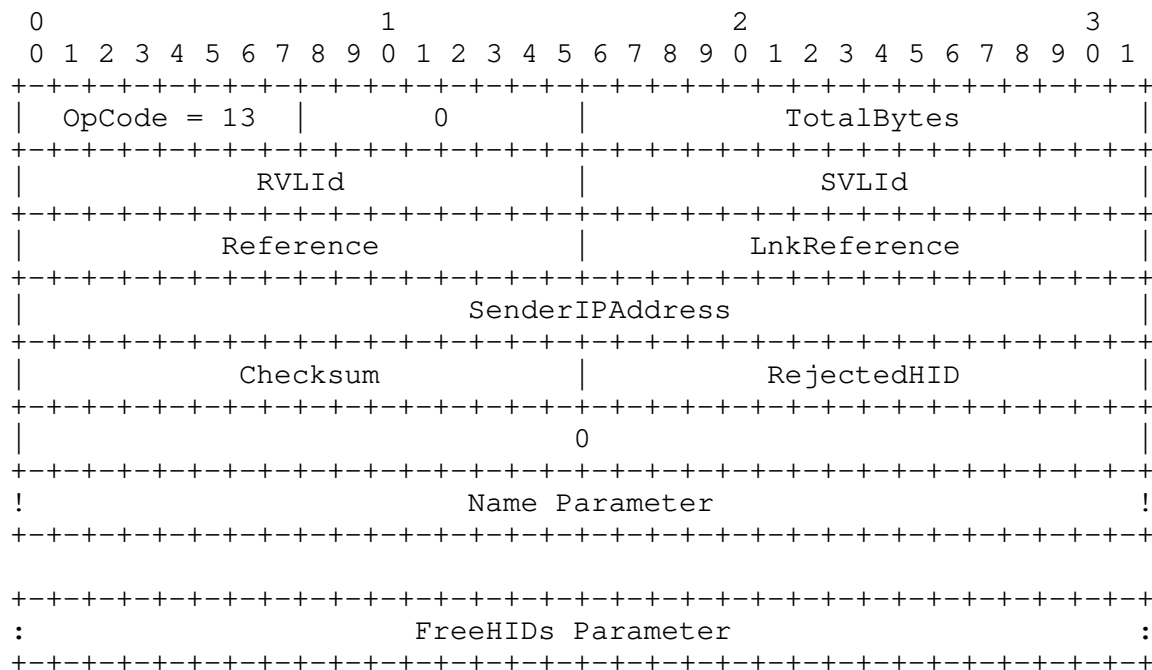 0                   1                   2                   3
 0 1 2 3 4 5 6 7 8 9 0 1 2 3 4 5 6 7 8 9 0 1 2 3 4 5 6 7 8 9 0 1
+-+-+-+-+-+-+-+-+-+-+-+-+-+-+-+-+-+-+-+-+-+-+-+-+-+-+-+-+-+-+-+-+
|  OpCode = 13  |       0       |           TotalBytes          |
+-+-+-+-+-+-+-+-+-+-+-+-+-+-+-+-+-+-+-+-+-+-+-+-+-+-+-+-+-+-+-+-+
|             RVLId             |             SVLId             |
+-+-+-+-+-+-+-+-+-+-+-+-+-+-+-+-+-+-+-+-+-+-+-+-+-+-+-+-+-+-+-+-+
|           Reference           |         LnkReference          |
+-+-+-+-+-+-+-+-+-+-+-+-+-+-+-+-+-+-+-+-+-+-+-+-+-+-+-+-+-+-+-+-+
|                         SenderIPAddress                       |
+-+-+-+-+-+-+-+-+-+-+-+-+-+-+-+-+-+-+-+-+-+-+-+-+-+-+-+-+-+-+-+-+
|            Checksum           |          RejectedHID          |
+-+-+-+-+-+-+-+-+-+-+-+-+-+-+-+-+-+-+-+-+-+-+-+-+-+-+-+-+-+-+-+-+
|                               0                               |
+-+-+-+-+-+-+-+-+-+-+-+-+-+-+-+-+-+-+-+-+-+-+-+-+-+-+-+-+-+-+-+-+
!                         Name Parameter                        !
+-+-+-+-+-+-+-+-+-+-+-+-+-+-+-+-+-+-+-+-+-+-+-+-+-+-+-+-+-+-+-+-+
+-+-+-+-+-+-+-+-+-+-+-+-+-+-+-+-+-+-+-+-+-+-+-+-+-+-+-+-+-+-+-+-+
:                      FreeHIDs Parameter                       :
+-+-+-+-+-+-+-+-+-+-+-+-+-+-+-+-+-+-+-+-+-+-+-+-+-+-+-+-+-+-+-+-+